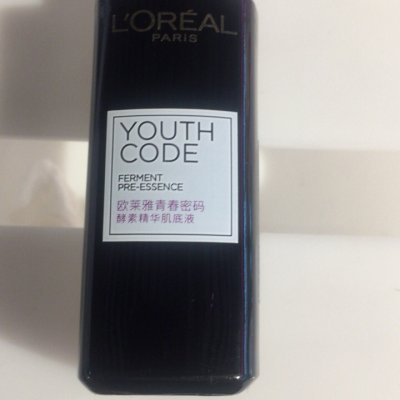 L'ORÉAL
PARIS
YOUTH
CODE
FERMENT
PRE-ESSENCE
欧莱雅青春密码
酵素精华肌底液